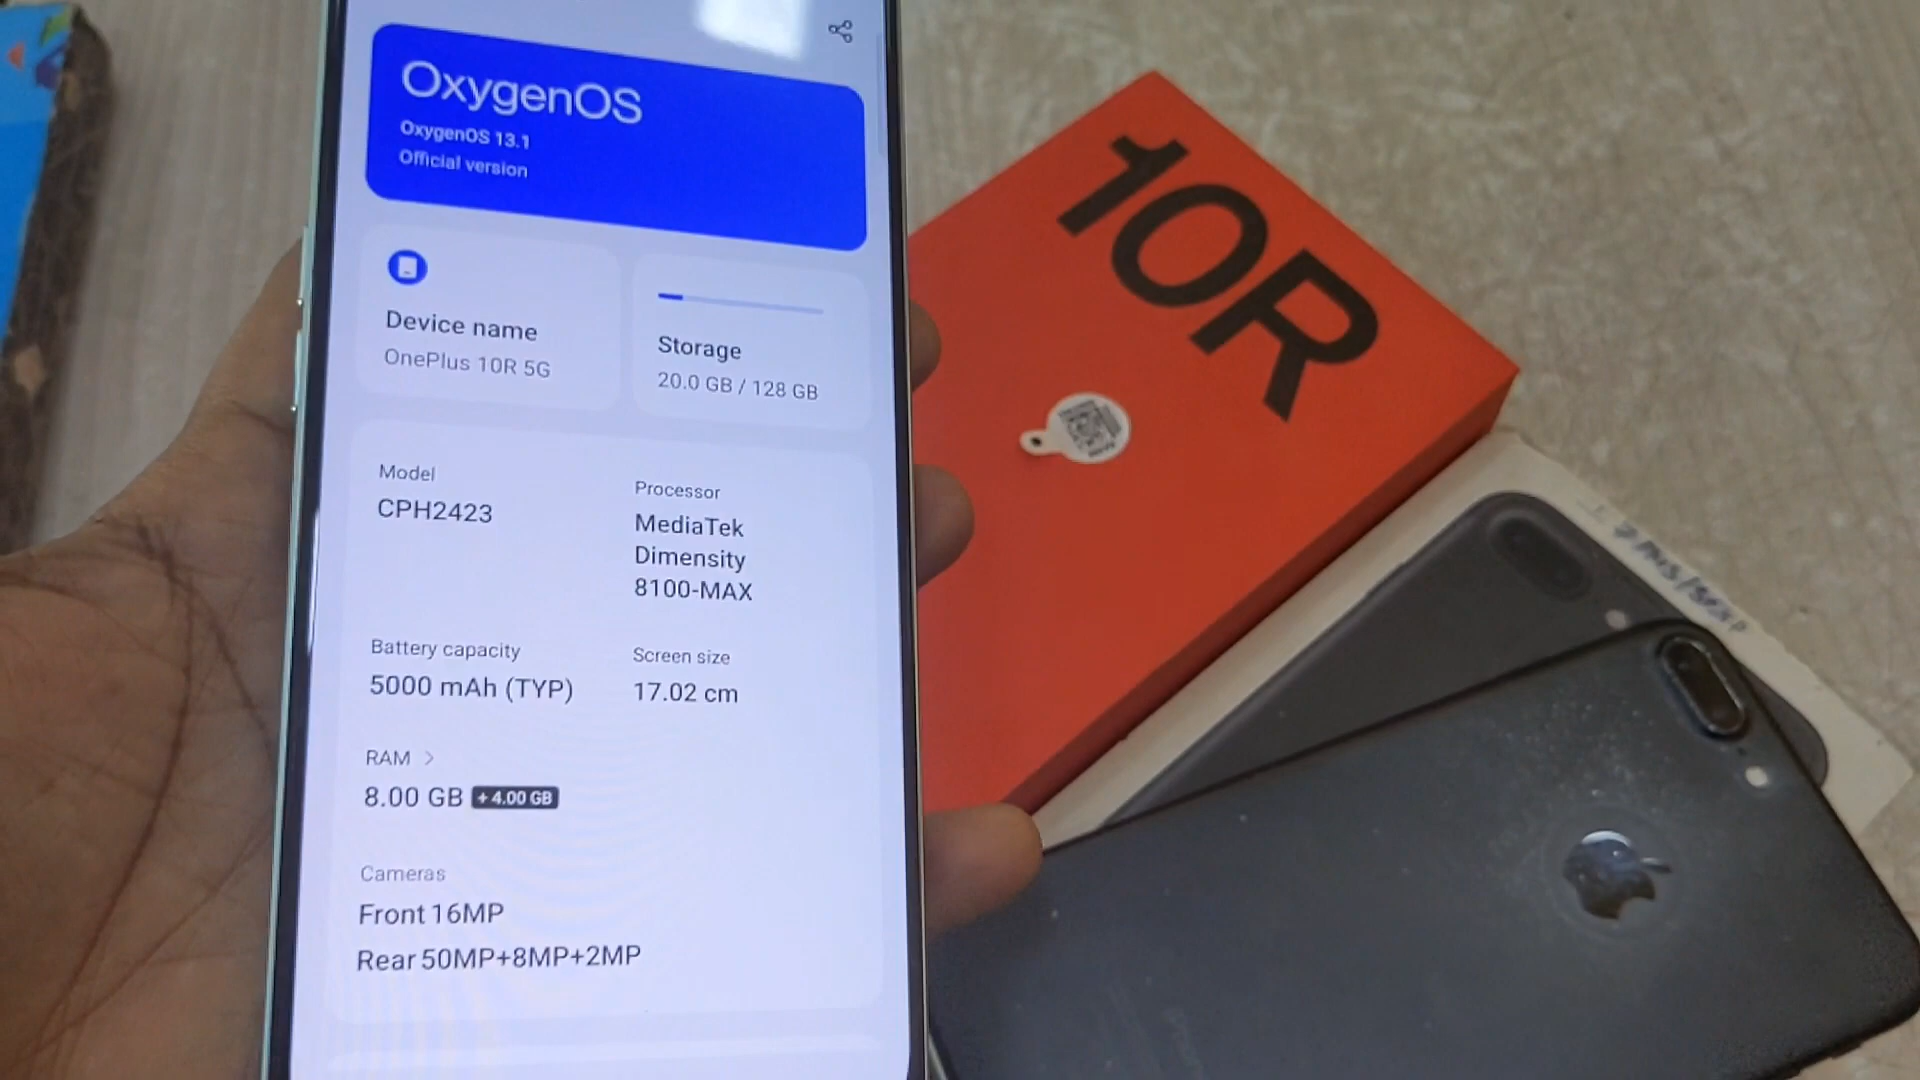 OxygenOS
OxygenOS 13.1
Official version
Device name
OnePlus 10R 5G
Storage
20.0 GB / 128 GB
Model
CPH2423
Processor
MediaTek
Dimensity
8100-MAX
Battery capacity
5000 mAh (TYP)
Screen size
17.02 cm
RAM >
8.00 GB +4.00 GB
Cameras
Front 16MP
Rear 50MP+8MP+2MP
10R